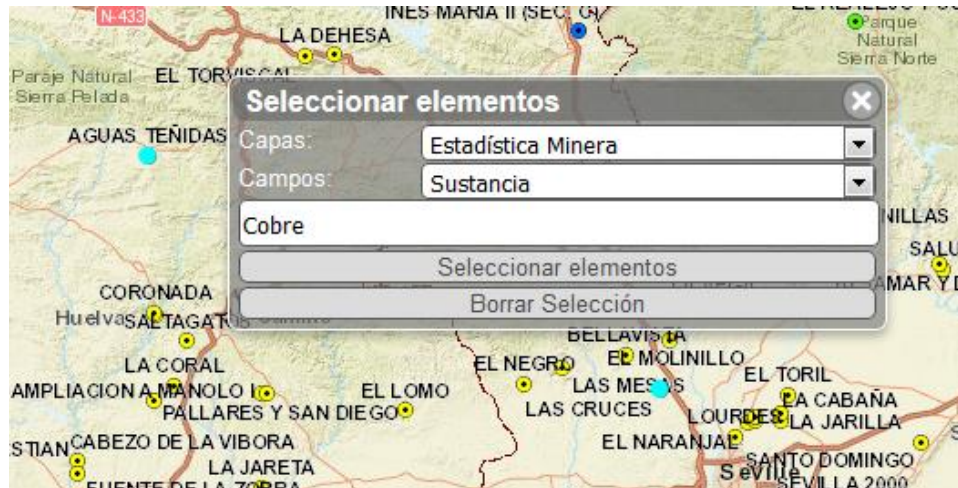 N-433
INES MARIA II (SEC. C)
LA DEHESA
Parque
Natural
Sierra Norte
Paraje Natural
Sierra Pelada
EL TORVISCAL
AGUAS TEÑIDAS
Seleccionar elementos
Capas:
Estadística Minera
Campos:
Sustancia
Cobre
Seleccionar elementos
Borrar Selección
NILLAS
SALU
AMAR Y D
CORONADA
Huelva
SALTAGATOS
BELLAVISTA
LA CORAL
EL NEGRO
EL MOLINILLO
EL TORIL
AMPLIACION A MANOLO I
EL LOMO
LAS MESAS
LA CABAÑA
PALLARES Y SAN DIEGO
LAS CRUCES
LOURDES
LA JARILLA
STIAN
CABEZO DE LA VIBORA
EL NARANJAL
LA JARETA
SANTO DOMINGO
Seville
SEVILLA 2000
FUENTE DE LA ZORRA